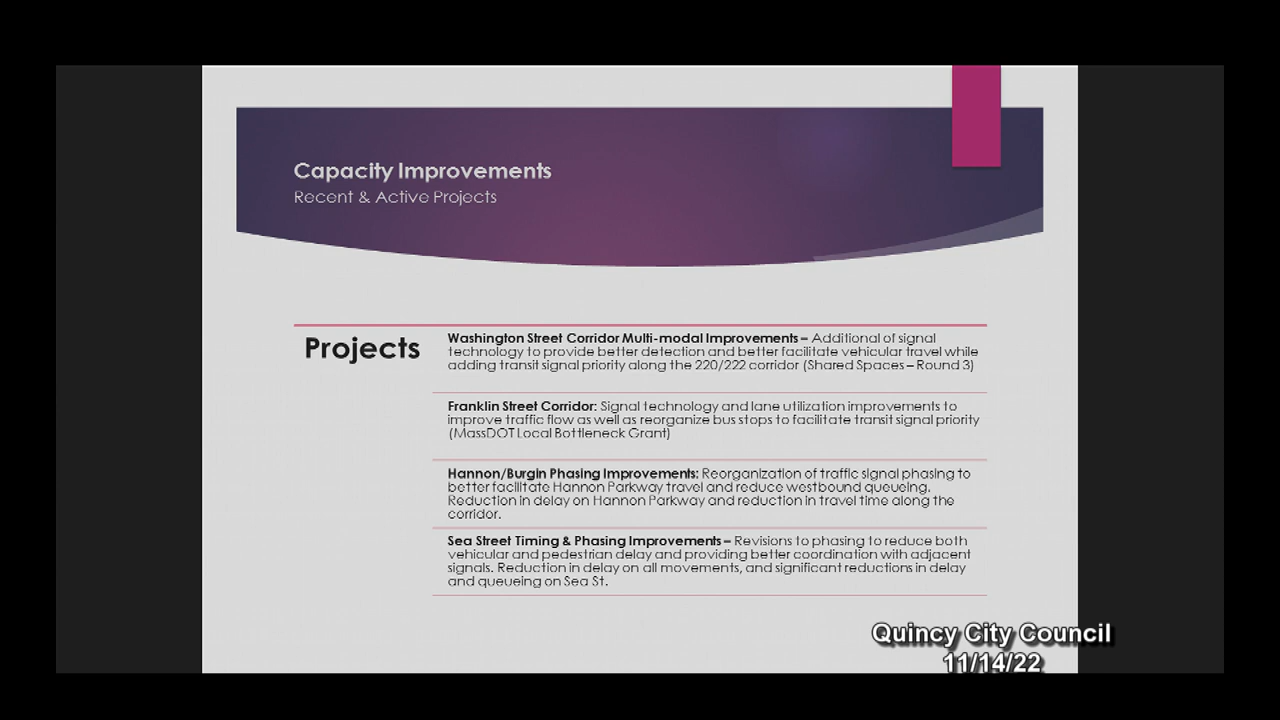 Capacity Improvements
Recent & Active Projects
Projects
Washington Street Corridor Multi-modal Improvements – Additional of signal
technology to provide better detection and better facilitate vehicular travel while
adding transit signal priority along the 220/222 corridor (Shared Spaces – Round 3)
Franklin Street Corridor: Signal technology and lane utilization improvements to
improve traffic flow as well as reorganize bus stops to facilitate transit signal priority
(MassDOT Local Bottleneck Grant)
Hannon/Burgin Phasing Improvements: Reorganization of traffic signal phasing to
better facilitate Hannon Parkway travel and reduce westbound queueing.
Reduction in delay on Hannon Parkway and reduction in travel time along the
corridor.
Sea Street Timing & Phasing Improvements – Revisions to phasing to reduce both
vehicular and pedestrian delay and providing better coordination with adjacent
signals. Reduction in delay on all movements, and significant reductions in delay
and queueing on Sea St.
Quincy City Council
11/14/22